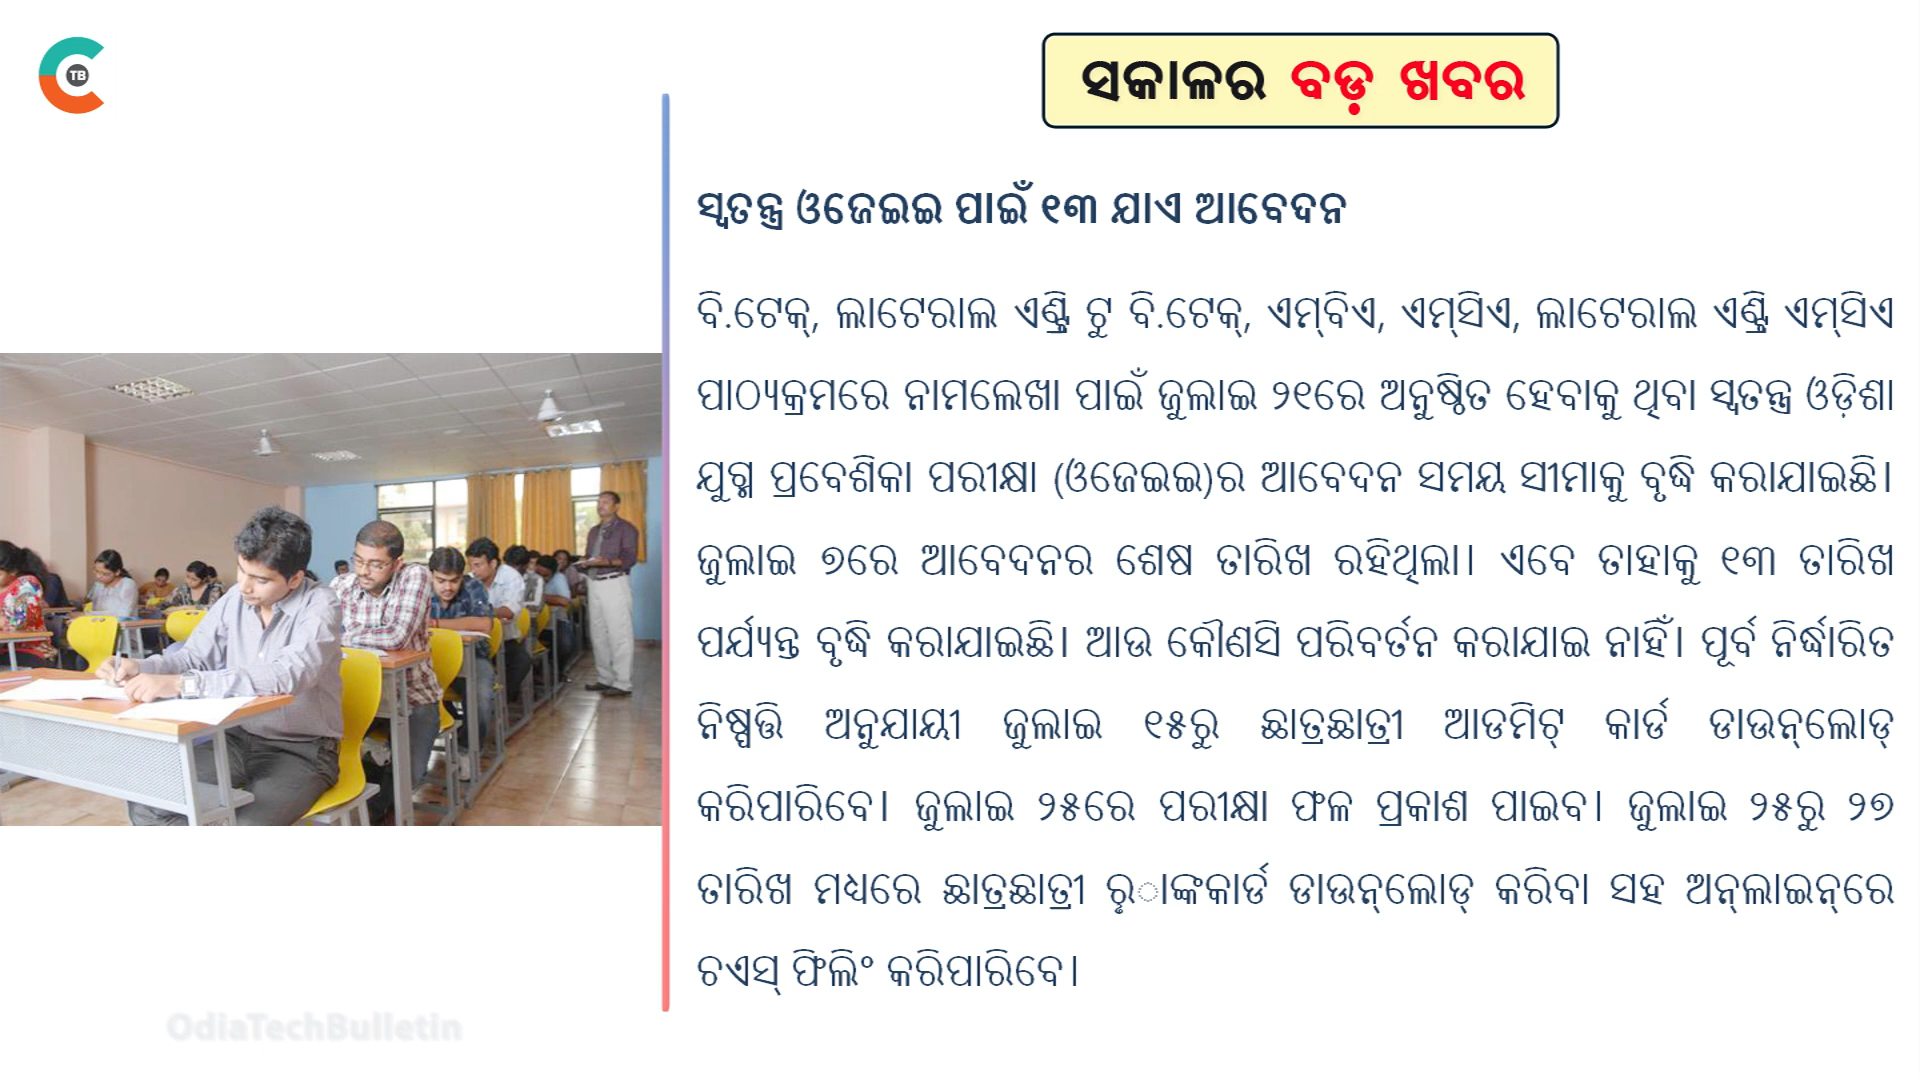 TB
ସକାଳର ବଡ଼ ଖବର
ସ୍ୱତନ୍ତ୍ର ଓଜେଇଇ ପାଇଁ ୧୩ ଯାଏ ଆବେଦନ
ବି.ଟେକ୍, ଲାଟେରାଲ ଏଣ୍ଟ୍ରି ଟୁ ବି.ଟେକ୍, ଏମ୍‌ବିଏ, ଏମ୍‌ସିଏ, ଲାଟେରାଲ ଏଣ୍ଟ୍ରି ଏମ୍‌ସିଏ
ପାଠ୍ୟକ୍ରମରେ ନାମଲେଖା ପାଇଁ ଜୁଲାଇ ୨୧ରେ ଅନୁଷ୍ଠିତ ହେବାକୁ ଥିବା ସ୍ୱତନ୍ତ୍ର ଓଡ଼ିଶା
ଯୁଗ୍ମ ପ୍ରବେଶିକା ପରୀକ୍ଷା (ଓଜେଇଇ)ର ଆବେଦନ ସମୟ ସୀମାକୁ ବୃଦ୍ଧି କରାଯାଇଛି।
ଜୁଲାଇ ୭ରେ ଆବେଦନର ଶେଷ ତାରିଖ ରହିଥିଲା। ଏବେ ତାହାକୁ ୧୩ ତାରିଖ
ପର୍ଯ୍ୟନ୍ତ ବୃଦ୍ଧି କରାଯାଇଛି। ଆଉ କୌଣସି ପରିବର୍ତନ କରାଯାଇ ନାହିଁ। ପୂର୍ବ ନିର୍ଦ୍ଧାରିତ
ନିଷ୍ପତ୍ତି ଅନୁଯାୟୀ ଜୁଲାଇ ୧୫ରୁ ଛାତ୍ରଛାତ୍ରୀ ଆଡମିଟ୍ କାର୍ଡ ଡାଉନ୍‌ଲୋଡ୍
କରିପାରିବେ। ଜୁଲାଇ ୨୫ରେ ପରୀକ୍ଷା ଫଳ ପ୍ରକାଶ ପାଇବ। ଜୁଲାଇ ୨୫ରୁ ୨୭
ତାରିଖ ମଧ୍ୟରେ ଛାତ୍ରଛାତ୍ରୀ ର୍ୃାଙ୍କକାର୍ଡ ଡାଉନ୍‌ଲୋଡ୍ କରିବା ସହ ଅନ୍‌ଲାଇନ୍‌ରେ
ଚଏସ୍ ଫିଲିଂ କରିପାରିବେ।
OdiaTechBulletin